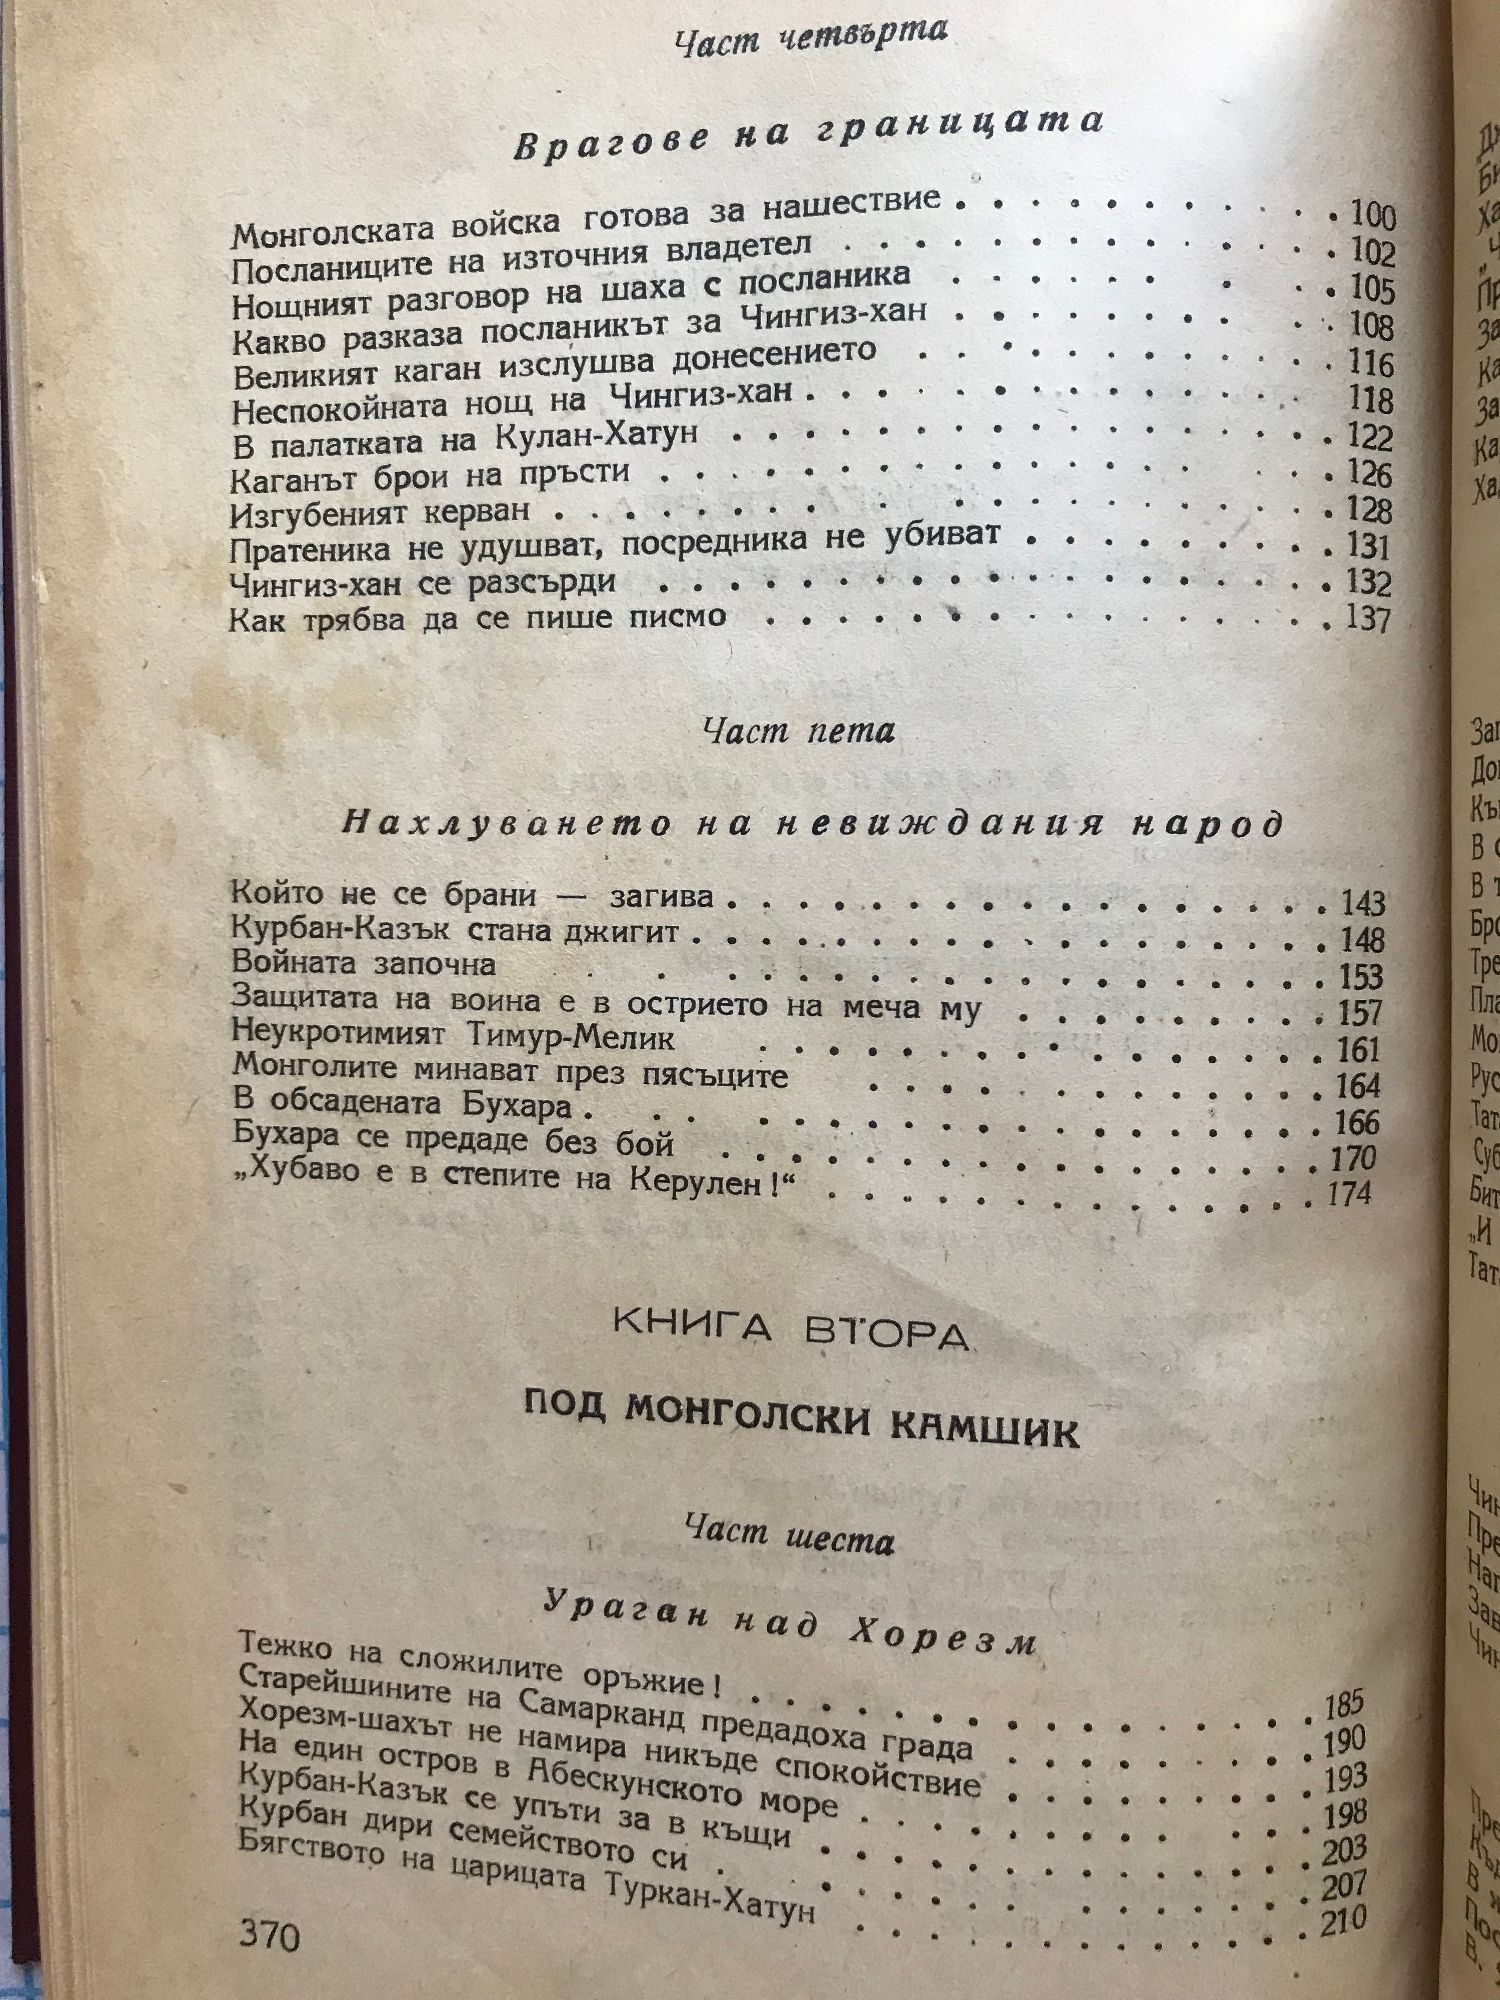 Част четвърта
Врагове на границата
Монголската войска готова за нашествие . . . . . . . . . . . 100
Посланиците на източния владетел . . . . . . . . . . . . . 102
Нощният разговор на шаха с посланика . . . . . . . . . 105
Какво разказа посланикът за Чингиз-хан . . . . . . . . . 108
Великият каган изслушва донесението . . . . . . . . . . . 116
Неспокойната нощ на Чингиз-хан . . . . . . . . . . . . . . 118
В палатката на Кулан-Хатун . . . . . . . . . . . . . . . . . 122
Каганът брои на пръсти . . . . . . . . . . . . . . . . . 126
Изгубеният керван . . . . . . . . . . . . . . . . . . . . 128
Пратеника не удушват, посредника не убиват . . . . . . . . . 131
Чингиз-хан се разсърди . . . . . . . . . . . . . . . . . . . 132
Как трябва да се пише писмо . . . . . . . . . . . . . . . . 137
Част пета
Нахлуването на невиждания народ
Който не се брани — загива . . . . . . . . . . . . . . . . . 143
Курбан-Казък стана джигит . . . . . . . . . . . . . . . . . . 148
Войната започна . . . . . . . . . . . . . . . . . . . 153
Защитата на воина е в острието на меча му . . . . . . . . . 157
Неукротимият Тимур-Мелик . . . . . . . . . . . . . . . . 161
Монголите минават през пясъците . . . . . . . . . . . . . 164
В обсадената Бухара . . . . . . . . . . . . . . . . . . . 166
Бухара се предаде без бой . . . . . . . . . . . . . . . . . 170
„Хубаво е в степите на Керулен!“ . . . . . . . . . . . . . . 174
КНИГА ВТОРА
ПОД МОНГОЛСКИ КАМШИК
Част шеста
Ураган над Хорезм
Тежко на сложилите оръжие! . . . . . . . . . . . . . . . . 185
Старейшините на Самарканд предадоха града . . . . . . . . . 190
Хорезм-шахът не намира никъде спокойствие . . . . . . . . . 193
На един остров в Абескунското море . . . . . . . . . . . . 198
Курбан-Казък се упъти за в къщи . . . . . . . . . . . . . . 203
Курбан дири семейството си . . . . . . . . . . . . . . . . 207
Бягството на царицата Туркан-Хатун . . . . . . . . . . . . . 210
370